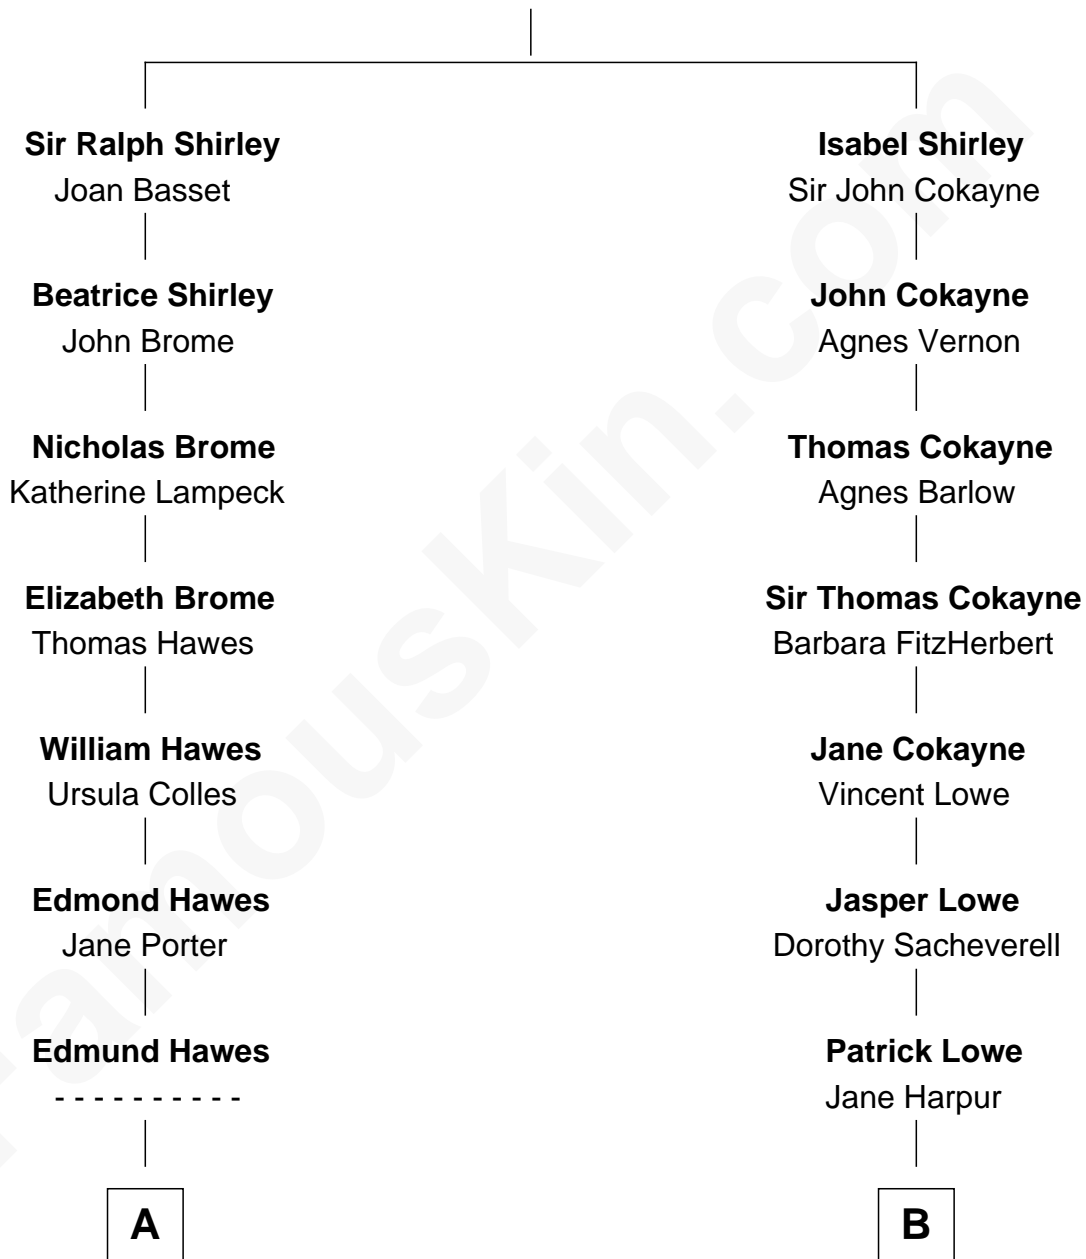 Sir Ralph Shirley
Joan Basset
Beatrice Shirley
John Brome
Nicholas Brome
Katherine Lampeck
Elizabeth Brome
Thomas Hawes
William Hawes
Ursula Colles
Edmond Hawes
Jane Porter
Edmund Hawes
- - - - - - - - - -
A
Isabel Shirley
Sir John Cokayne
John Cokayne
Agnes Vernon
Thomas Cokayne
Agnes Barlow
Sir Thomas Cokayne
Barbara FitzHerbert
Jane Cokayne
Vincent Lowe
Jasper Lowe
Dorothy Sacheverell
Patrick Lowe
Jane Harpur
B
FamousKin.com